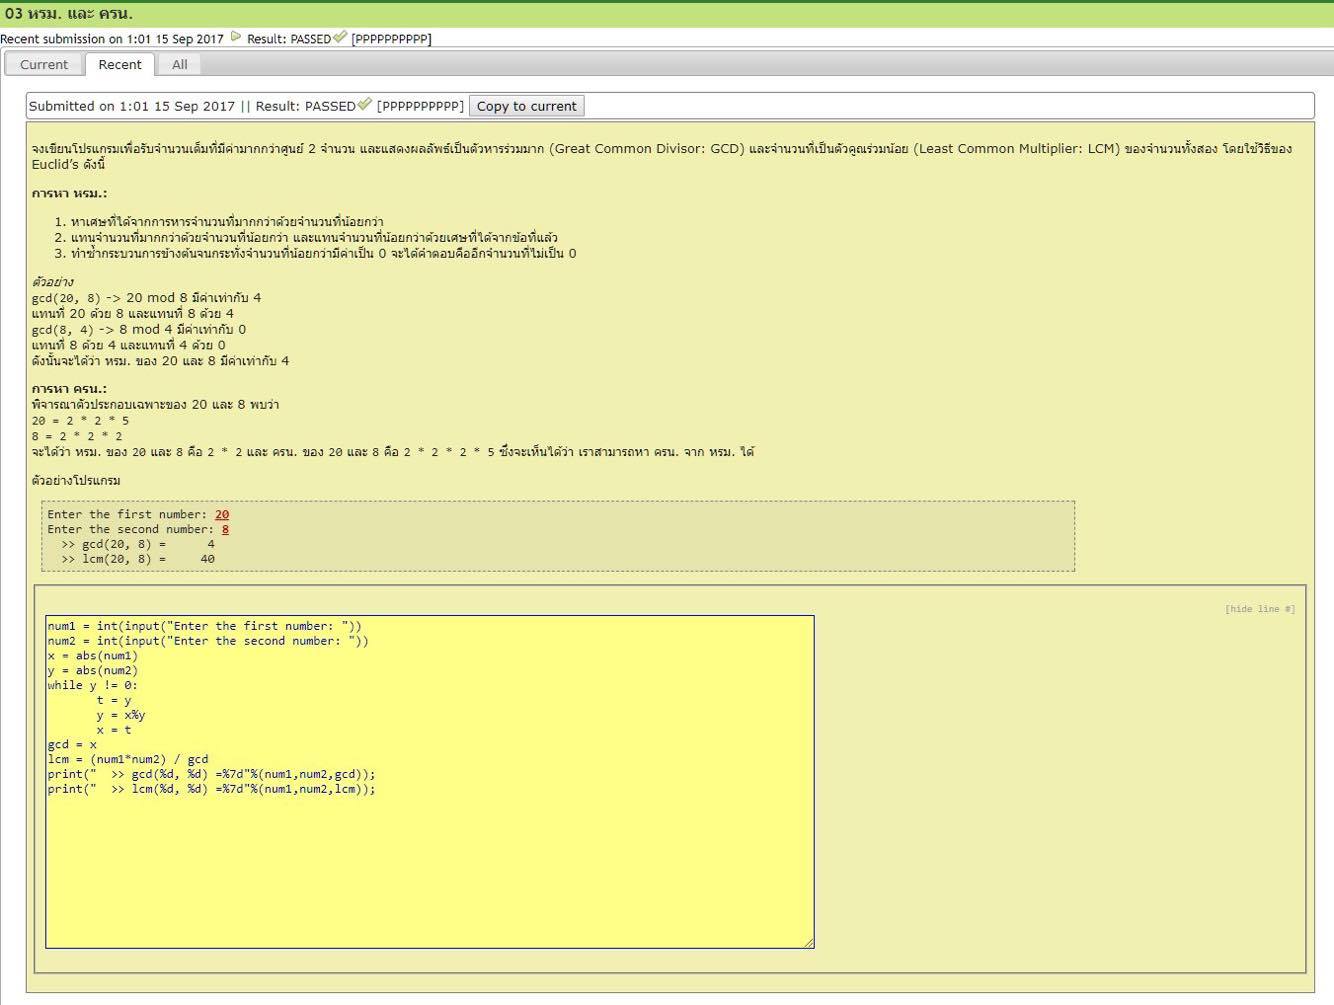 03 หรม. และ ครน.
Recent submission on 1:01 15 Sep 2017 Result: PASSED [PPPPPPPPPP]
Current Recent All
Submitted on 1:01 15 Sep 2017 || Result: PASSED [PPPPPPPPPP] Copy to current
จงเขียนโปรแกรมเพื่อรับจำนวนเต็มที่มีค่ามากกว่าศูนย์ 2 จำนวน และแสดงผลลัพธ์เป็นตัวหารร่วมมาก (Great Common Divisor: GCD) และจำนวนที่เป็นตัวคูณร่วมน้อย (Least Common Multiplier: LCM) ของจำนวนทั้งสอง โดยใช้วิธีของ
Euclid's ดังนี้
การหา หรม.:
1. หาเศษที่ได้จากการหารจำนวนที่มากกว่าด้วยจำนวนที่น้อยกว่า
2. แทนจำนวนที่มากกว่าด้วยจำนวนที่น้อยกว่า และแทนจำนวนที่น้อยกว่าด้วยเศษที่ได้จากข้อที่แล้ว
3. ทำซ้ำกระบวนการข้างต้นจนกระทั่งจำนวนที่น้อยกว่ามีค่าเป็น 0 จะได้คำตอบคืออีกจำนวนที่ไม่เป็น 0
ตัวอย่าง
gcd(20, 8) -> 20 mod 8 มีค่าเท่ากับ 4
แทนที่ 20 ด้วย 8 และแทนที่ 8 ด้วย 4
gcd(8, 4) -> 8 mod 4 มีค่าเท่ากับ 0
แทนที่ 8 ด้วย 4 และแทนที่ 4 ด้วย 0
ดังนั้นจะได้ว่า หรม. ของ 20 และ 8 มีค่าเท่ากับ 4
การหา ครน.:
พิจารณาตัวประกอบเฉพาะของ 20 และ 8 พบว่า
20 = 2 * 2 * 5
8 = 2 * 2 * 2
จะได้ว่า หรม. ของ 20 และ 8 คือ 2 * 2 และ ครน. ของ 20 และ 8 คือ 2 * 2 * 2 * 5 ซึ่งจะเห็นได้ว่า เราสามารถหา ครน. จาก หรม. ได้
ตัวอย่างโปรแกรม
Enter the first number: 20
Enter the second number: 8
  >> gcd(20, 8) =      4
  >> lcm(20, 8) =     40
[hide line #]
num1 = int(input("Enter the first number: "))
num2 = int(input("Enter the second number: "))
x = abs(num1)
y = abs(num2)
while y != 0:
       t = y
       y = x%y
       x = t
gcd = x
lcm = (num1*num2) / gcd
print("  >> gcd(%d, %d) =%7d"%(num1,num2,gcd));
print("  >> lcm(%d, %d) =%7d"%(num1,num2,lcm));